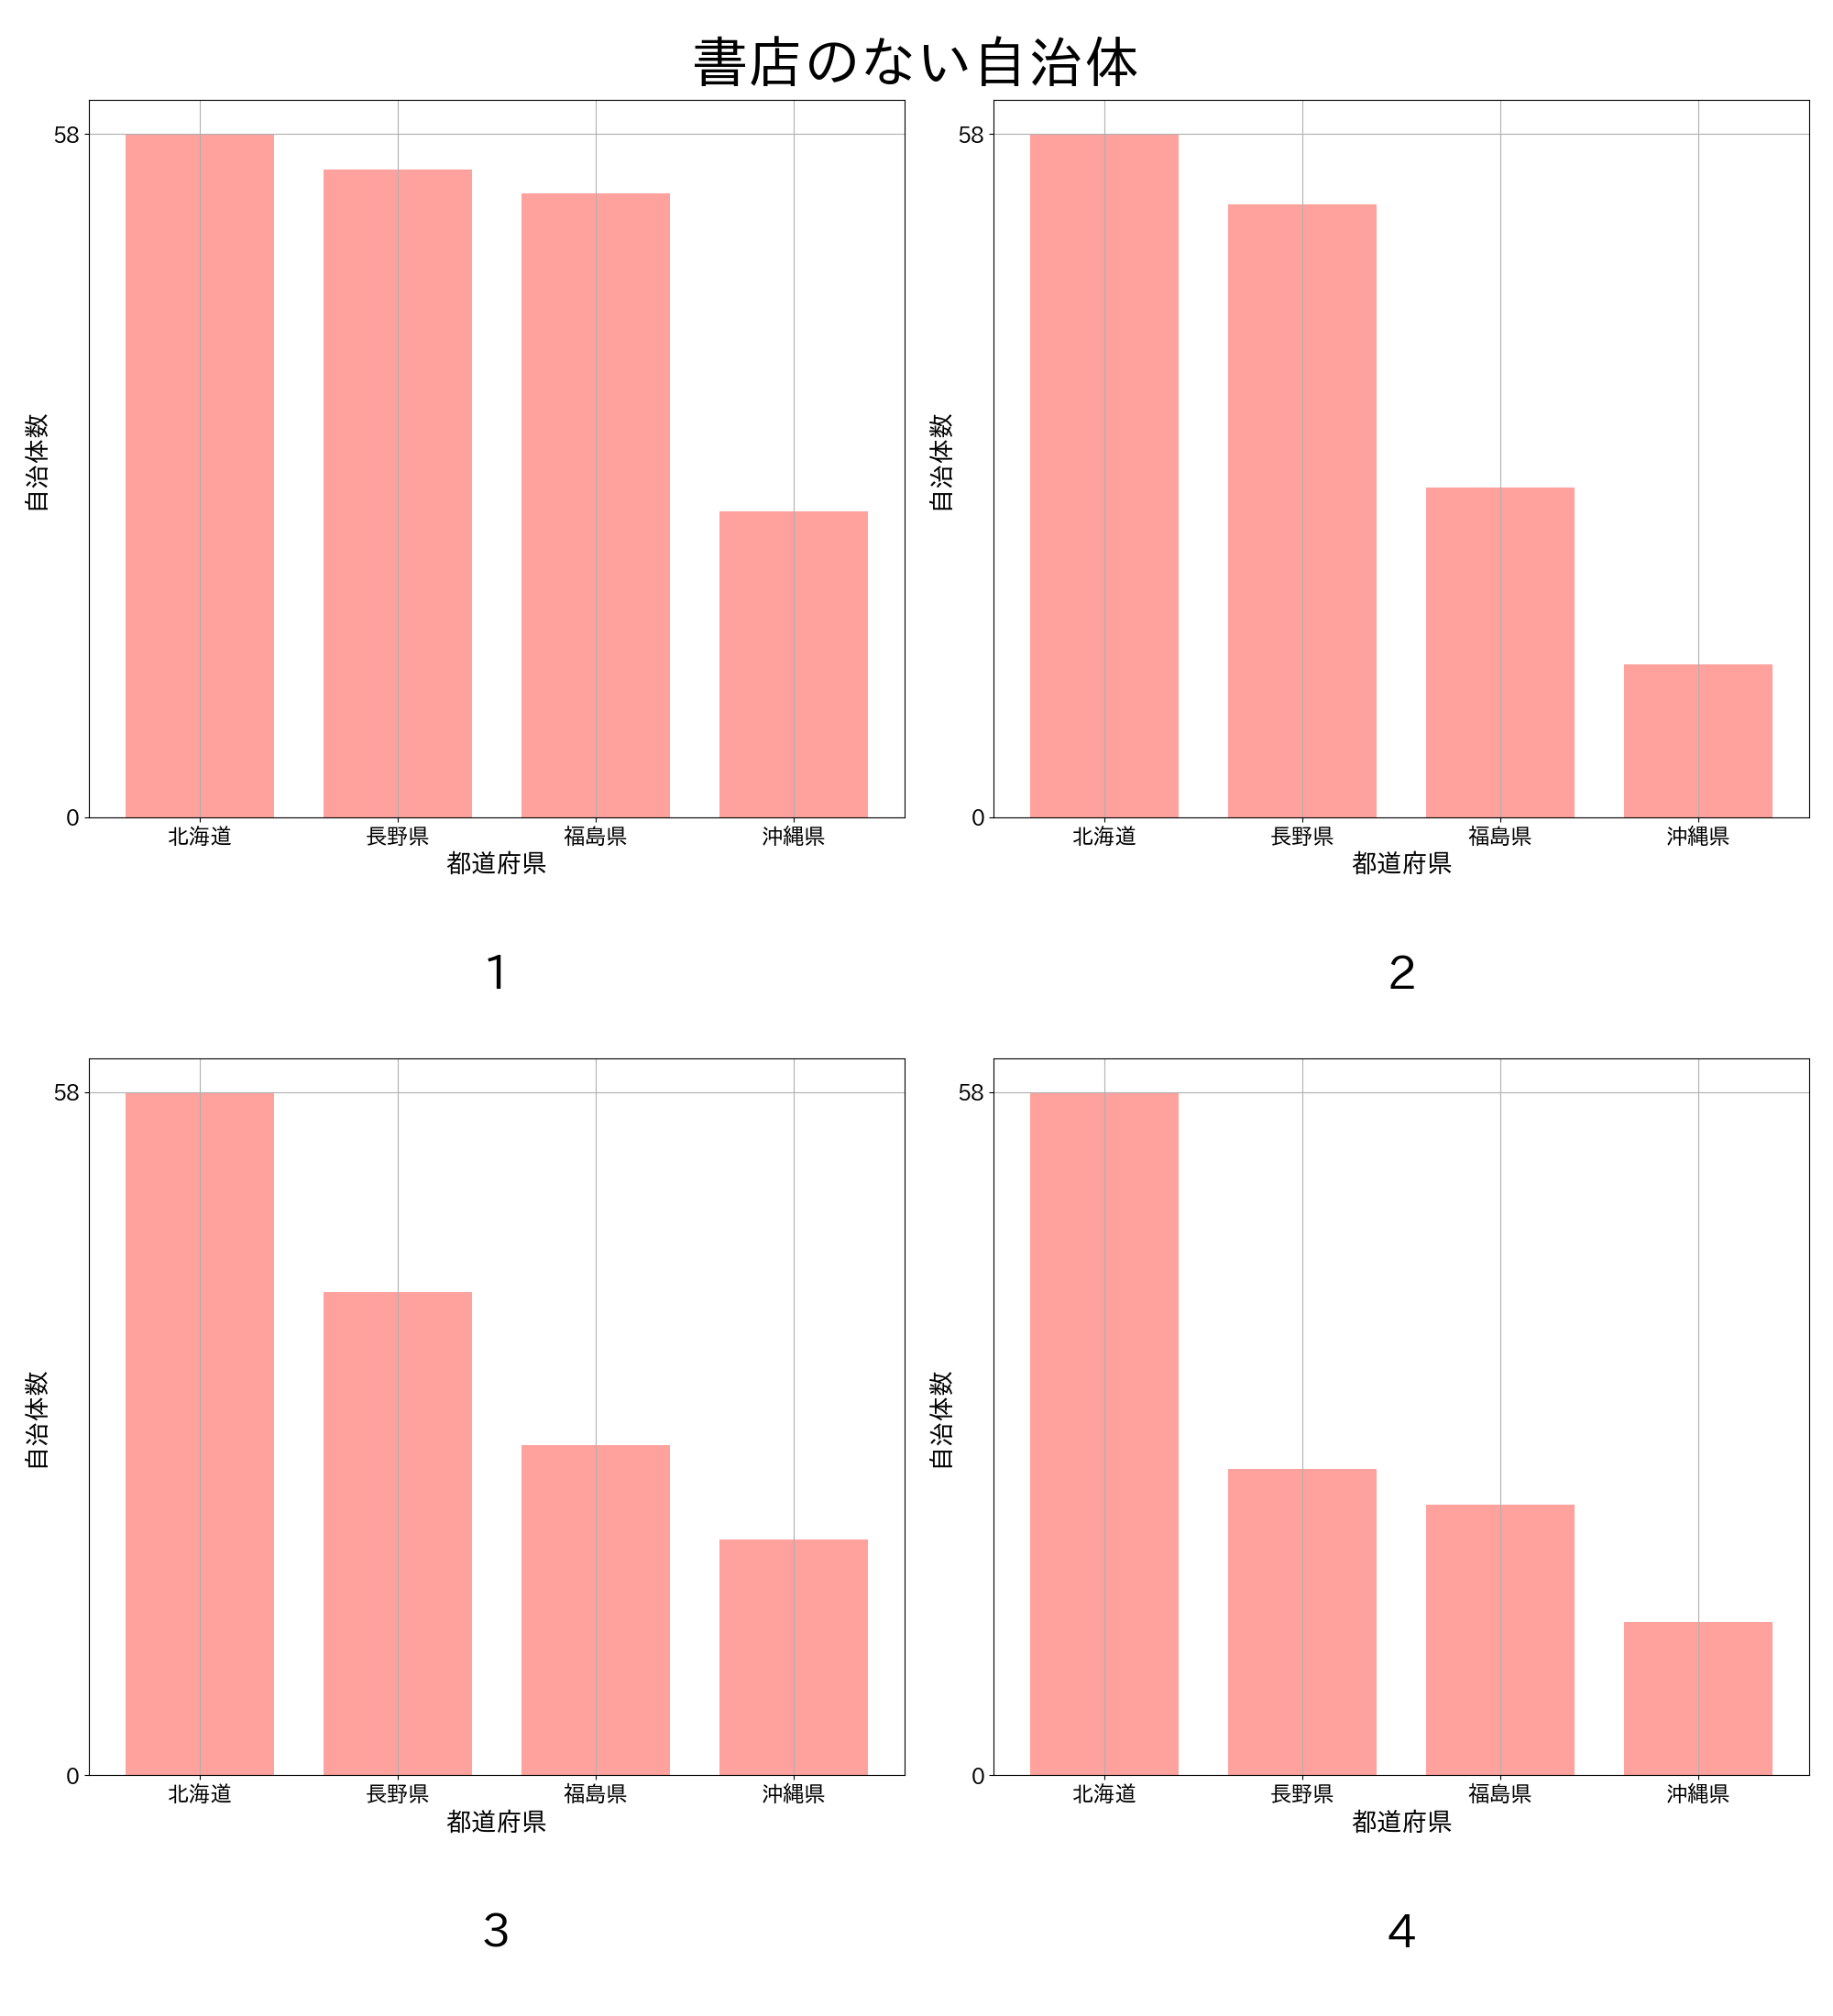 書店のない自治体
58
0
自治体数
北海道 長野県 福島県 沖縄県
都道府県
1
58
0
自治体数
北海道 長野県 福島県 沖縄県
都道府県
2
58
0
自治体数
北海道 長野県 福島県 沖縄県
都道府県
3
58
0
自治体数
北海道 長野県 福島県 沖縄県
都道府県
4